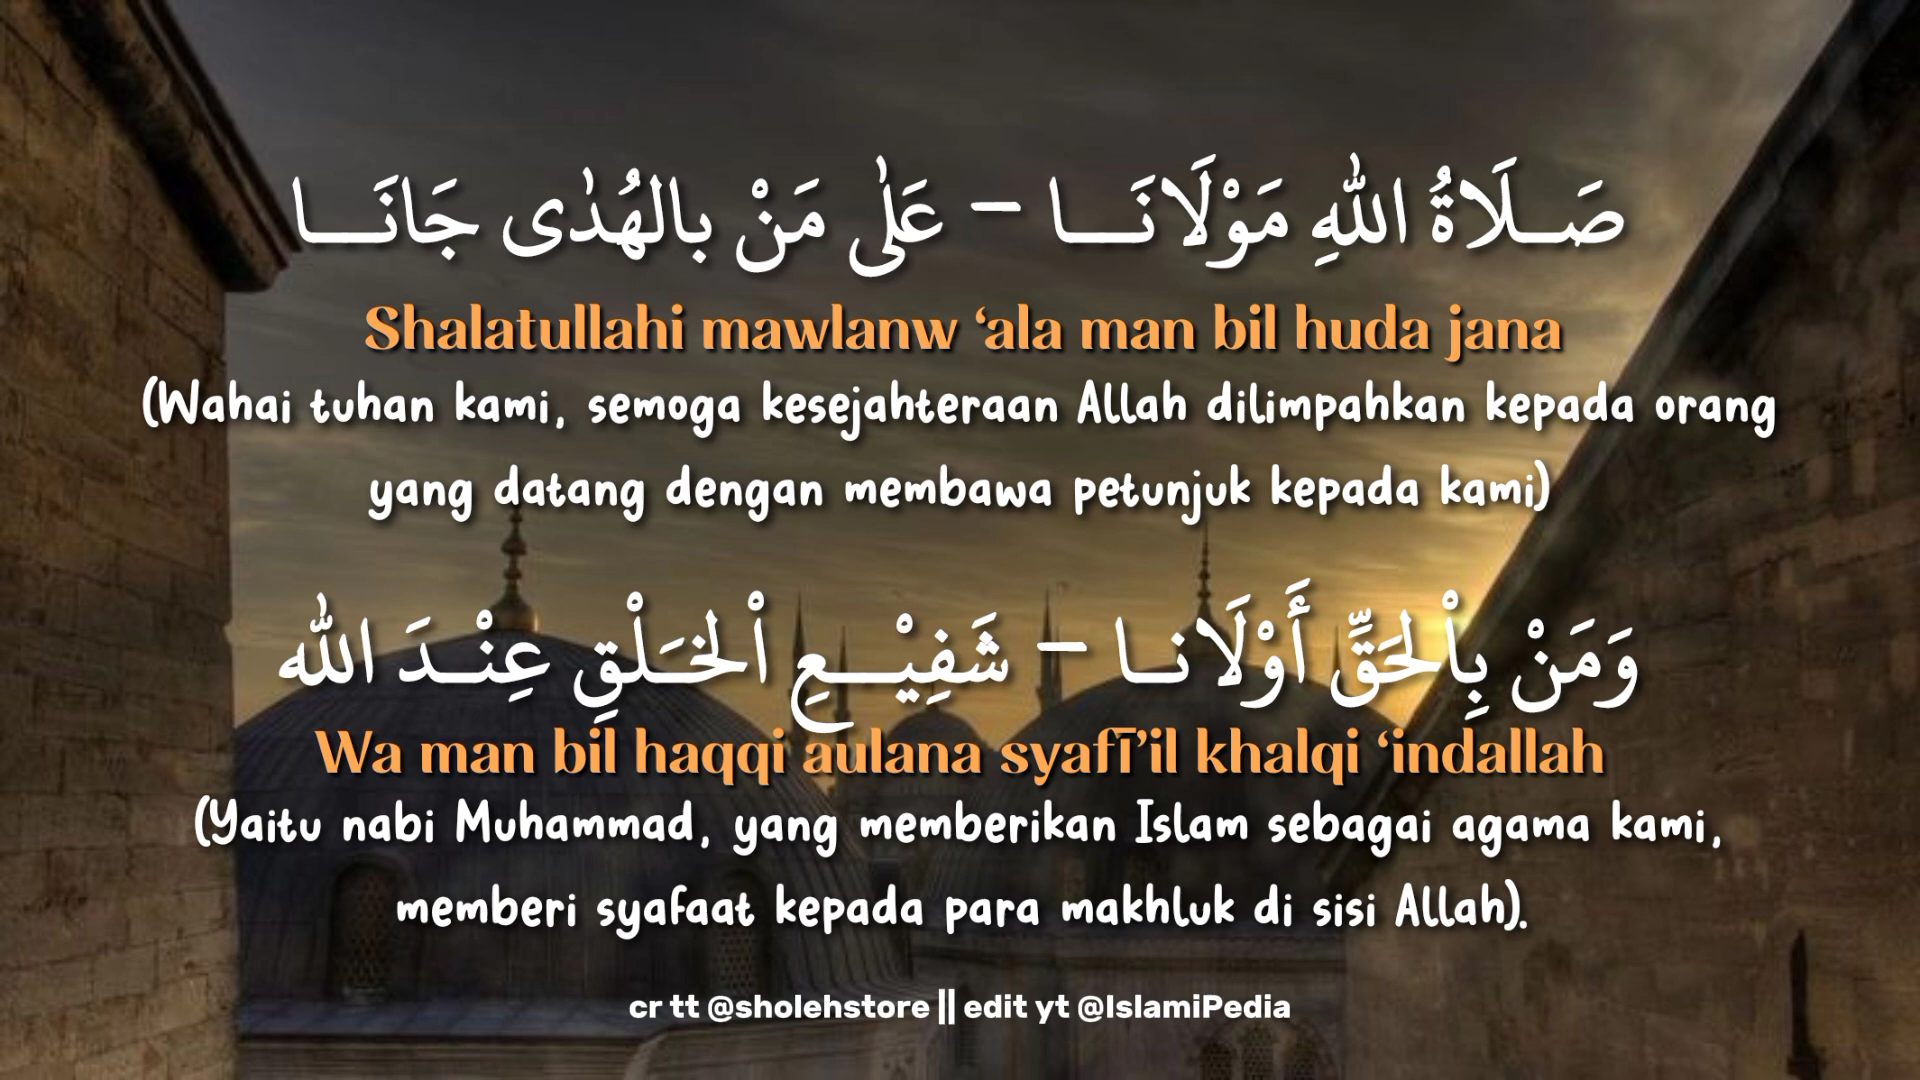 صَـلَاةُ اللهِ مَوْلَانَـــا – عَلٰى مَنْ بالهُدٰى جَانَـــا
Shalatullahi mawlanw ‘ala man bil huda jana
(Wahai tuhan kami, semoga kesejahteraan Allah dilimpahkan kepada orang
yang datang dengan membawa petunjuk kepada kami)
وَمَنْ بِاْلحَقِّ أَوْلَانـا – شَفِيْـــعِ اْلخَـلْقِ عِنْـدَ الله
Wa man bil haqqi aulana syafī’il khalqi ‘indallah
(Yaitu nabi Muhammad, yang memberikan Islam sebagai agama kami,
memberi syafaat kepada para makhluk di sisi Allah).
cr tt @sholehstore || edit yt @IslamiPedia